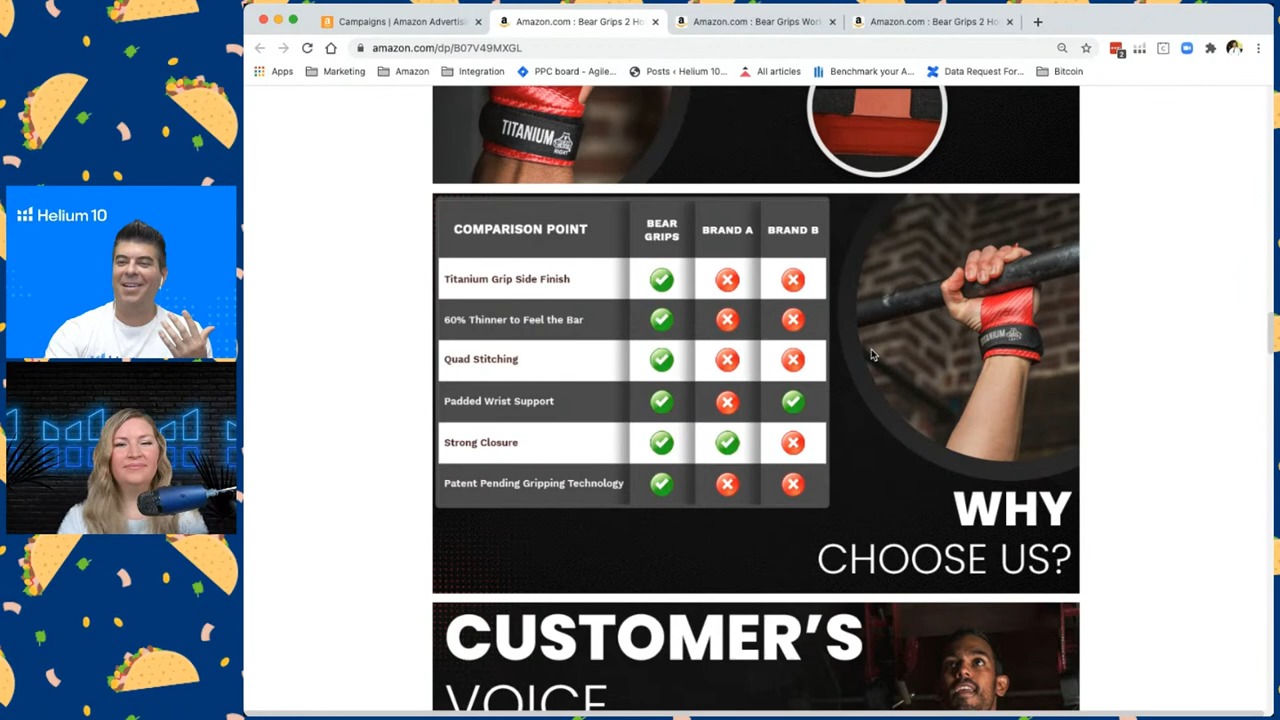 Campaigns | Amazon Advertisi
Amazon.com : Bear Grips 2 Ho
Amazon.com : Bear Grips Wor
Amazon.com : Bear Grips 2 Ho
amazon.com/dp/B07V49MXGL
2
Apps
Marketing
Amazon
Integration
PPC board - Agile...
Posts ‹ Helium 10...
All articles
Benchmark your A...
Data Request For...
Bitcoin
Helium 10
TITANIUM
RIGHT
COMPARISON POINT
BEAR GRIPS
BRAND A
BRAND B
Titanium Grip Side Finish
60% Thinner to Feel the Bar
Quad Stitching
Padded Wrist Support
Strong Closure
Patent Pending Gripping Technology
TITANIUM
WHY
CHOOSE US?
CUSTOMER'S
VOICE